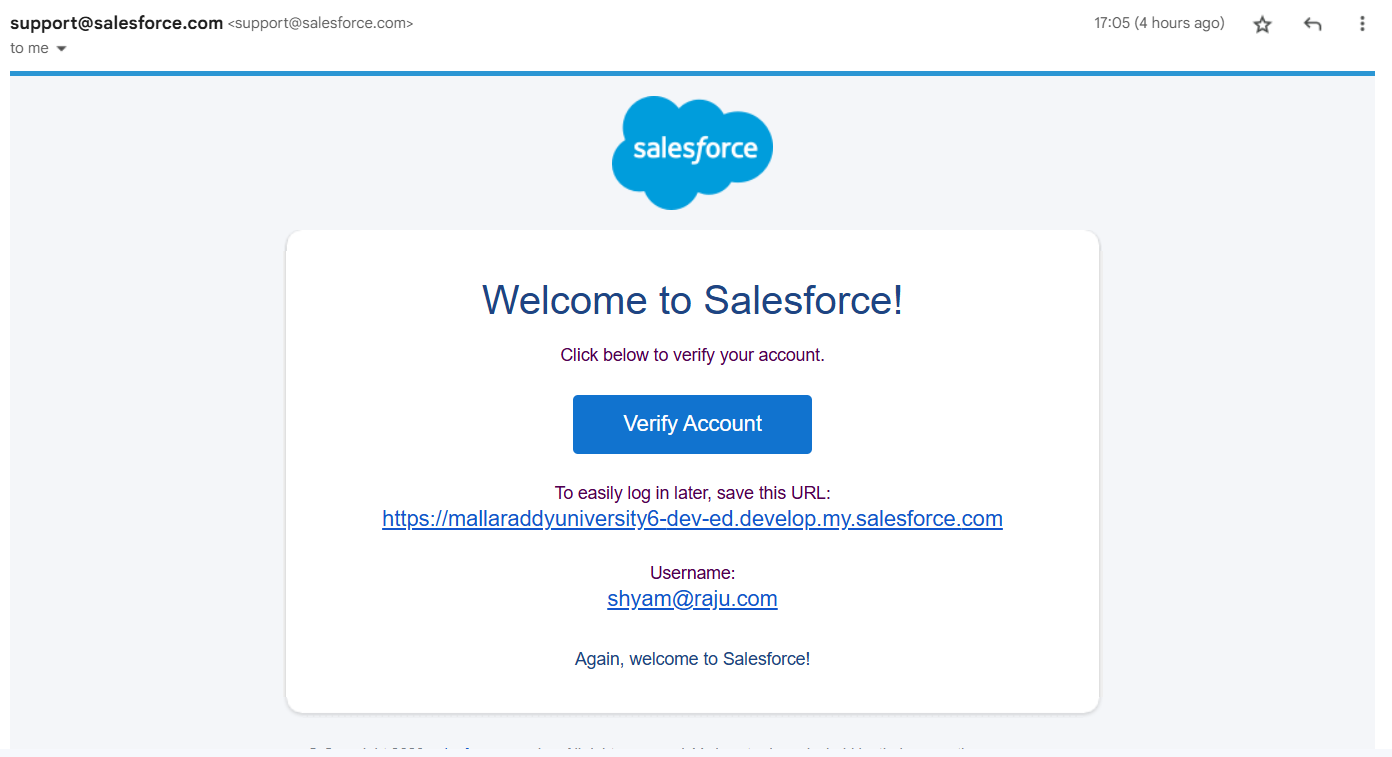 support@salesforce.com <support@salesforce.com>
17:05 (4 hours ago)
to me
salesforce
Welcome to Salesforce!
Click below to verify your account.
Verify Account
To easily log in later, save this URL:
https://mallaraddyuniversity6-dev-ed.develop.my.salesforce.com
Username:
shyam@raju.com
Again, welcome to Salesforce!